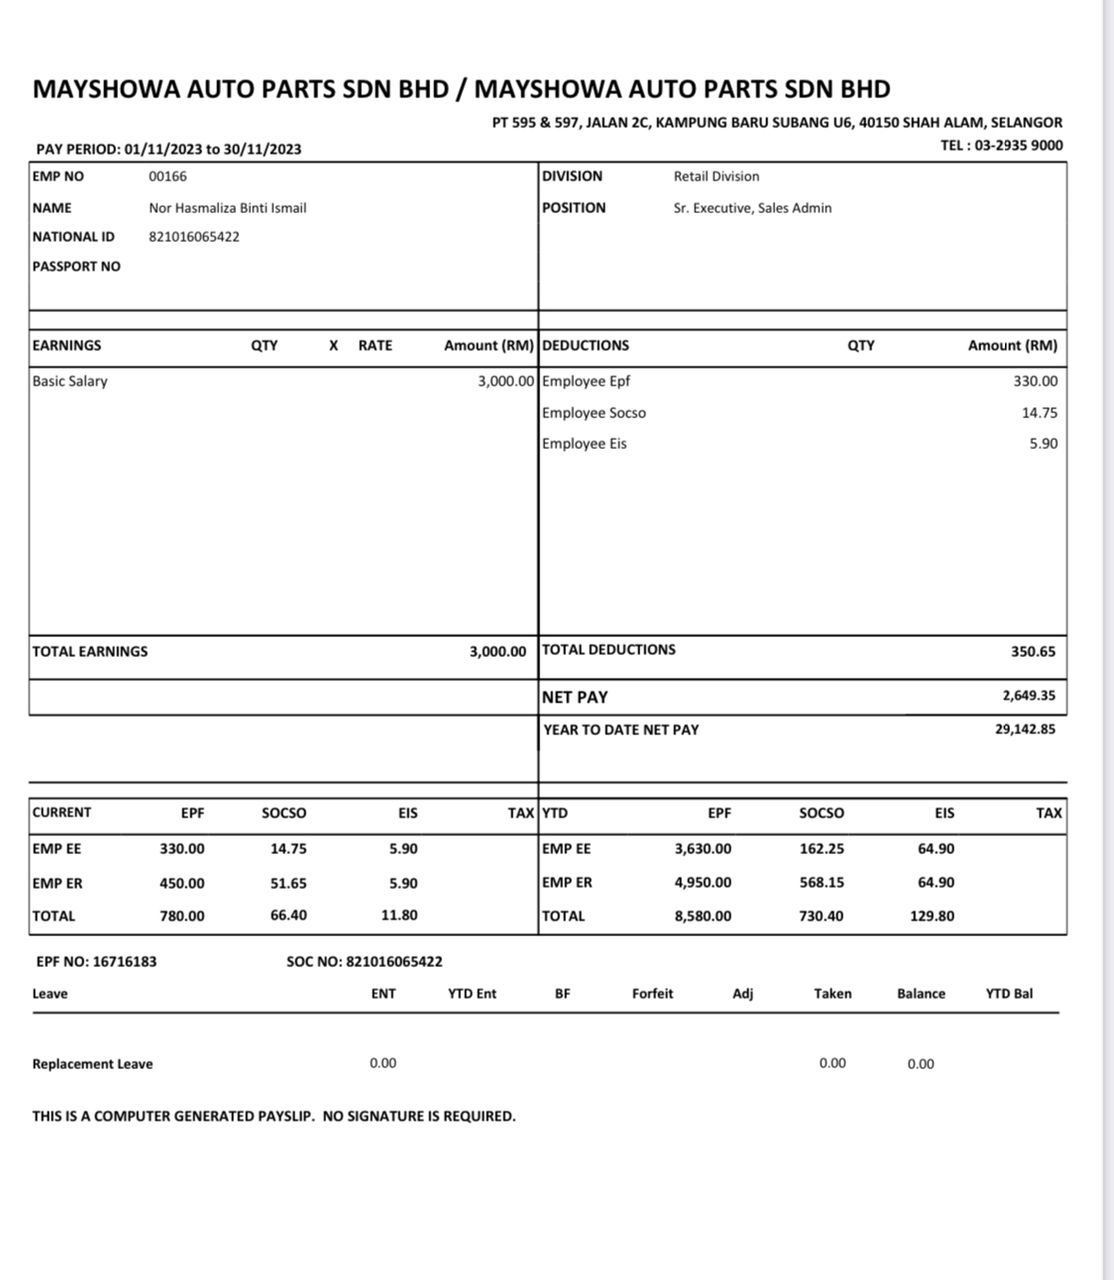 MAYSHOWA AUTO PARTS SDN BHD / MAYSHOWA AUTO PARTS SDN BHD
PT 595 & 597, JALAN 2C, KAMPUNG BARU SUBANG U6, 40150 SHAH ALAM, SELANGOR
TEL : 03-2935 9000
PAY PERIOD: 01/11/2023 to 30/11/2023
EMP NO 00166 DIVISION Retail Division
NAME Nor Hasmaliza Binti Ismail POSITION Sr. Executive, Sales Admin
NATIONAL ID 821016065422
PASSPORT NO
EARNINGS QTY X RATE Amount (RM) DEDUCTIONS QTY Amount (RM)
Basic Salary 3,000.00 Employee Epf 330.00
Employee Socso 14.75
Employee Eis 5.90
TOTAL EARNINGS 3,000.00 TOTAL DEDUCTIONS 350.65
NET PAY 2,649.35
YEAR TO DATE NET PAY 29,142.85
CURRENT EPF SOCSO EIS TAX YTD EPF SOCSO EIS TAX
EMP EE 330.00 14.75 5.90 EMP EE 3,630.00 162.25 64.90
EMP ER 450.00 51.65 5.90 EMP ER 4,950.00 568.15 64.90
TOTAL 780.00 66.40 11.80 TOTAL 8,580.00 730.40 129.80
EPF NO: 16716183 SOC NO: 821016065422
Leave ENT YTD Ent BF Forfeit Adj Taken Balance YTD Bal
Replacement Leave 0.00 0.00 0.00
THIS IS A COMPUTER GENERATED PAYSLIP. NO SIGNATURE IS REQUIRED.